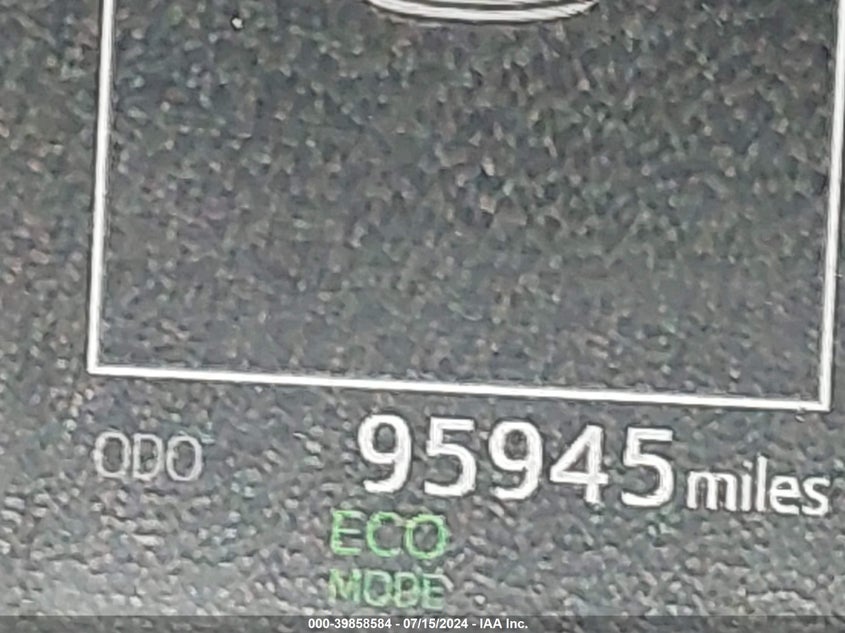 ODO 95945 miles
ECO
MODE
000-39858584 - 07/15/2024 - IAA Inc.